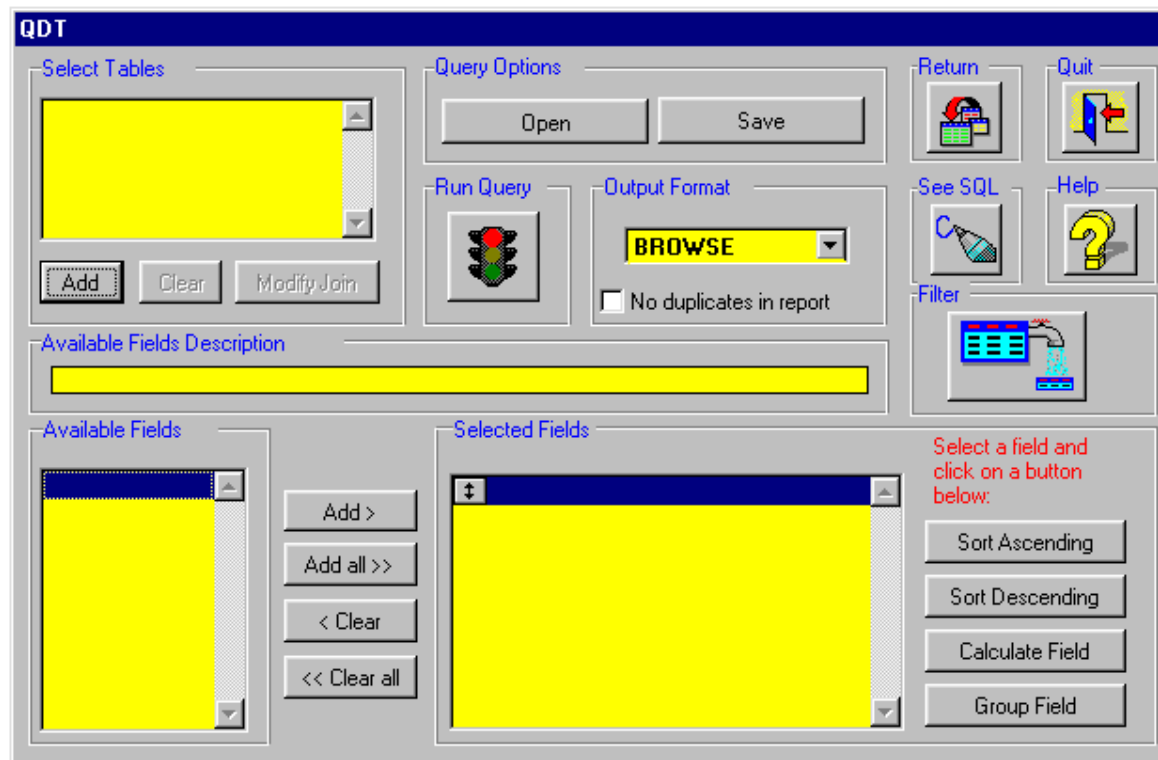 QDT
Select Tables
Add
Clear
Modify Join
Query Options
Open
Save
Return
Quit
Run Query
Output Format
BROWSE
No duplicates in report
See SQL
C
Help
?
Filter
Available Fields Description
Available Fields
Add >
Add all >>
< Clear
<< Clear all
Selected Fields
Select a field and
click on a button
below:
Sort Ascending
Sort Descending
Calculate Field
Group Field